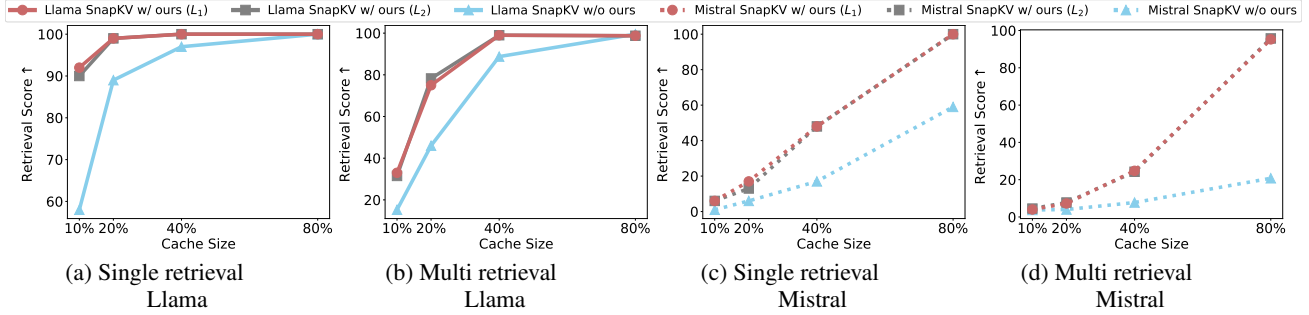 Llama SnapKV w/ ours (L₁) Llama SnapKV w/ ours (L₂) Llama SnapKV w/o ours Mistral SnapKV w/ ours (L₁) Mistral SnapKV w/ ours (L₂) Mistral SnapKV w/o ours
Retrieval Score ↑
100
90
80
70
60
10% 20% 40% 80%
Cache Size
(a) Single retrieval
Llama
Retrieval Score ↑
100
80
60
40
20
10% 20% 40% 80%
Cache Size
(b) Multi retrieval
Llama
Retrieval Score ↑
100
80
60
40
20
0
10% 20% 40% 80%
Cache Size
(c) Single retrieval
Mistral
Retrieval Score ↑
100
80
60
40
20
0
10% 20% 40% 80%
Cache Size
(d) Multi retrieval
Mistral